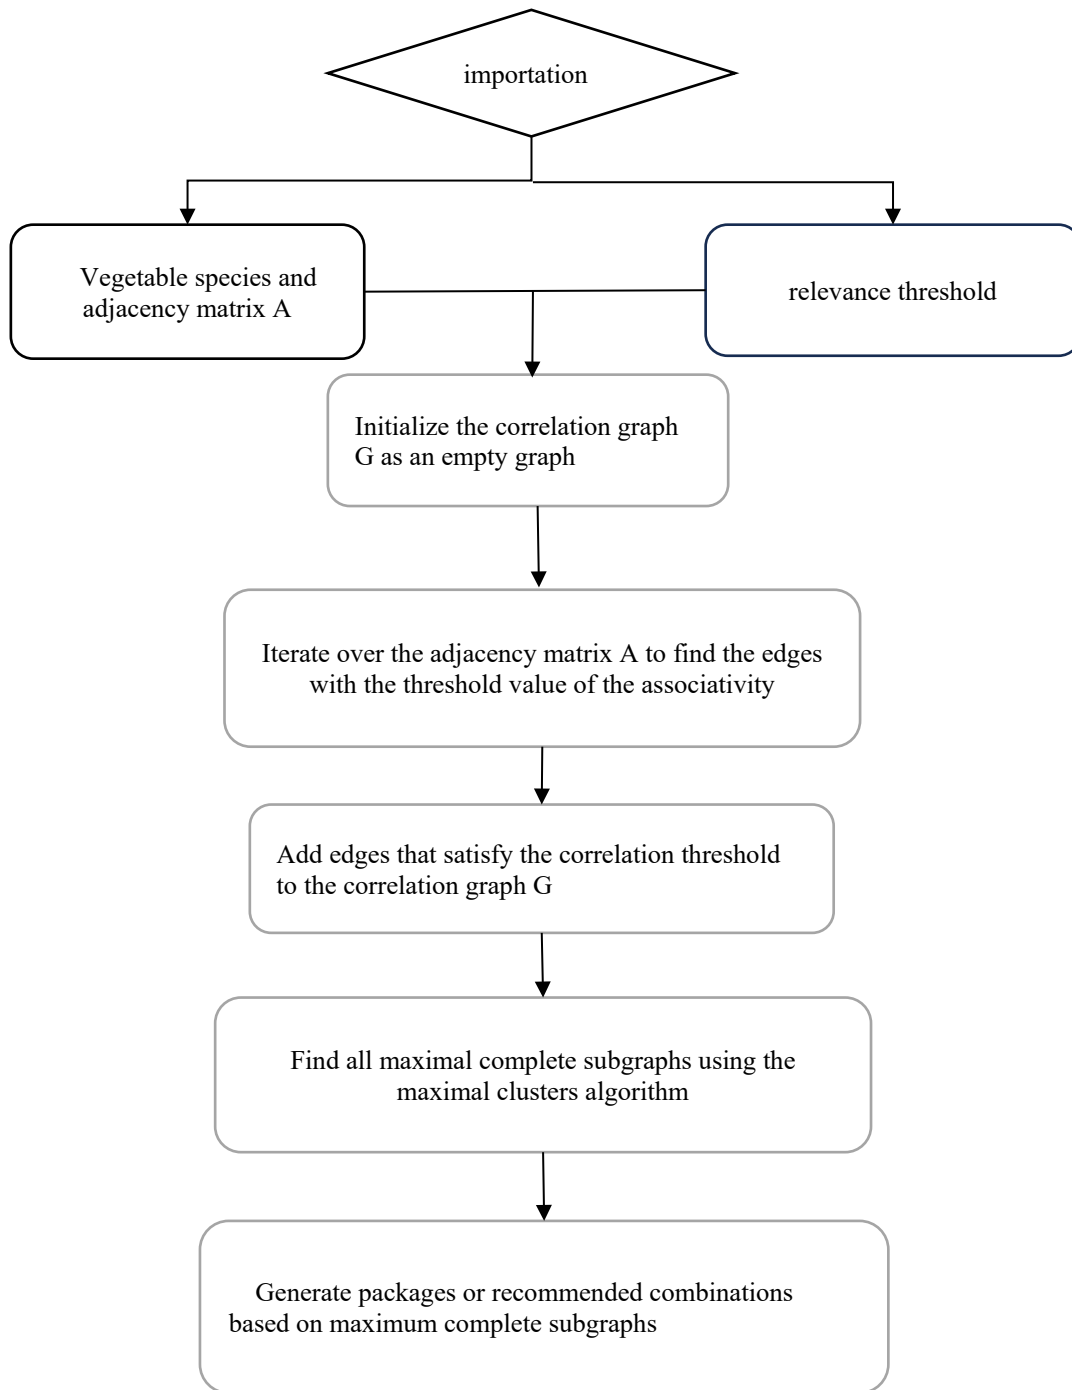 importation
Vegetable species and
adjacency matrix A
relevance threshold
Initialize the correlation graph
G as an empty graph
Iterate over the adjacency matrix A to find the edges
with the threshold value of the associativity
Add edges that satisfy the correlation threshold
to the correlation graph G
Find all maximal complete subgraphs using the
maximal clusters algorithm
Generate packages or recommended combinations
based on maximum complete subgraphs